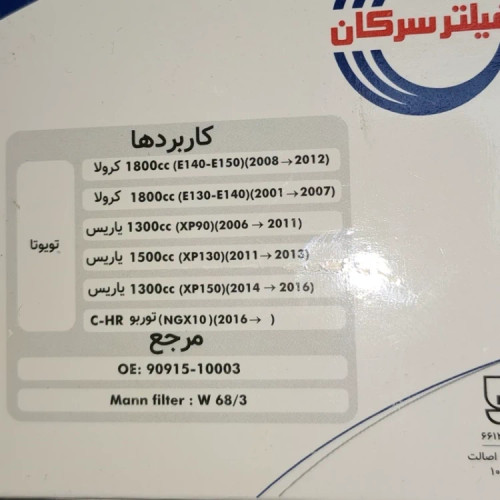 فیلتر سرکان
کاربردها
تویوتا
کرولا 1800cc (E140-E150)(2008→2012)
کرولا 1800cc (E130-E140)(2001→2007)
یاریس 1300cc (XP90)(2006 → 2011)
یاریس 1500cc (XP130)(2011→2013)
یاریس 1300cc (XP150)(2014 → 2016)
C-HR توربو (NGX10)(2016→ )
مرجع
OE: 90915-10003
Mann filter : W 68/3
اصالت